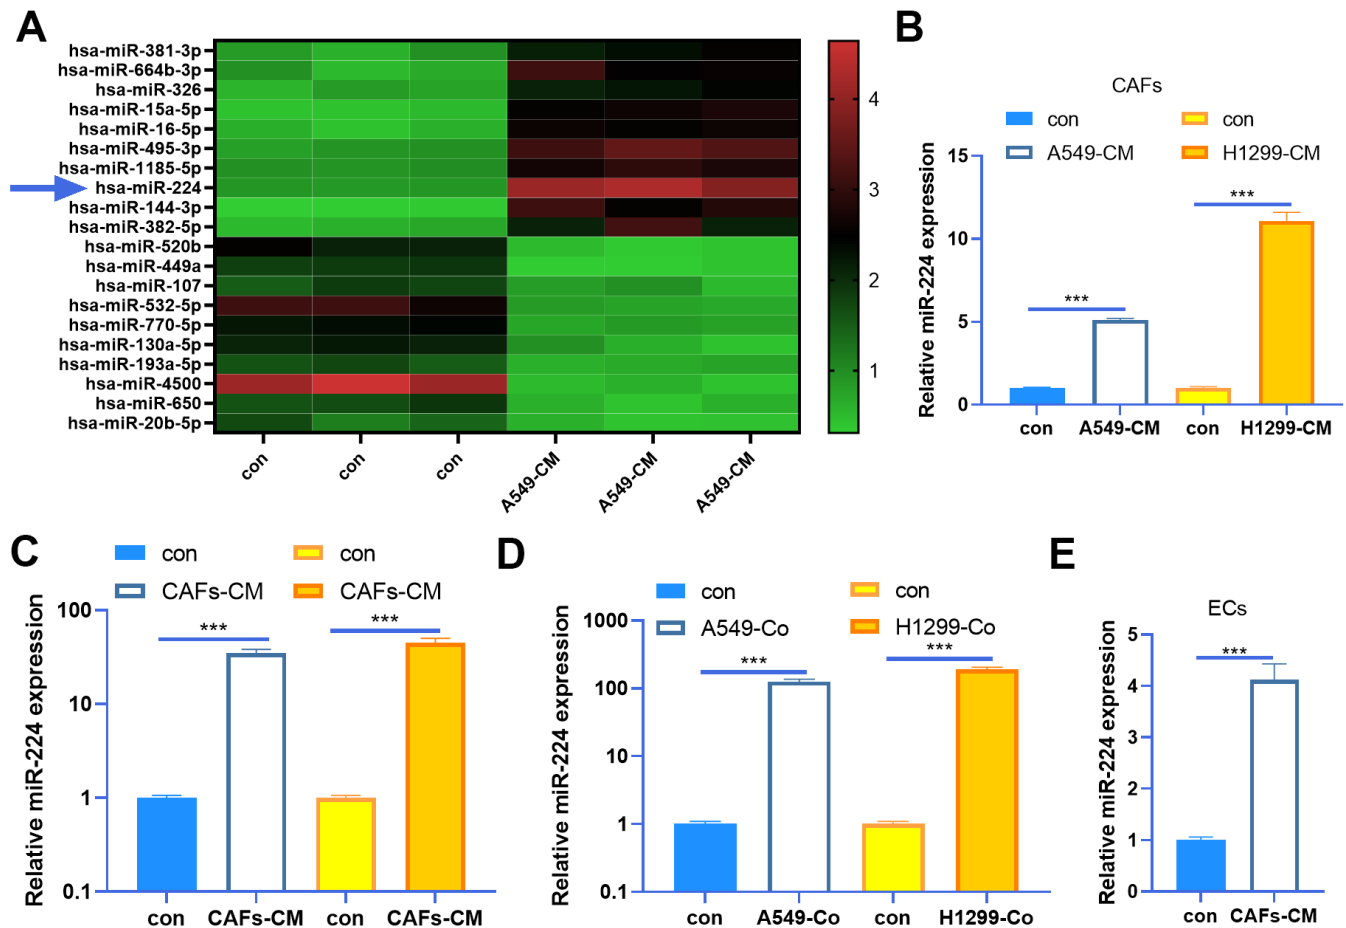 A
hsa-miR-381-3p
hsa-miR-664b-3p
hsa-miR-326
hsa-miR-15a-5p
hsa-miR-16-5p
hsa-miR-495-3p
hsa-miR-1185-5p
hsa-miR-224
hsa-miR-144-3p
hsa-miR-382-5p
hsa-miR-520b
hsa-miR-449a
hsa-miR-107
hsa-miR-532-5p
hsa-miR-770-5p
hsa-miR-130a-5p
hsa-miR-193a-5p
hsa-miR-4500
hsa-miR-650
hsa-miR-20b-5p
con con con A549-CM A549-CM A549-CM
4
3
2
1
B
CAFs
con con
A549-CM H1299-CM
Relative miR-224 expression
15
10
5
0
***
***
con A549-CM con H1299-CM
C
con con
CAFs-CM CAFs-CM
Relative miR-224 expression
100
10
1
0.1
***
***
con CAFs-CM con CAFs-CM
D
con con
A549-Co H1299-Co
Relative miR-224 expression
1000
100
10
1
0.1
***
***
con A549-Co con H1299-Co
E
ECs
Relative miR-224 expression
5
4
3
2
1
0
***
con CAFs-CM